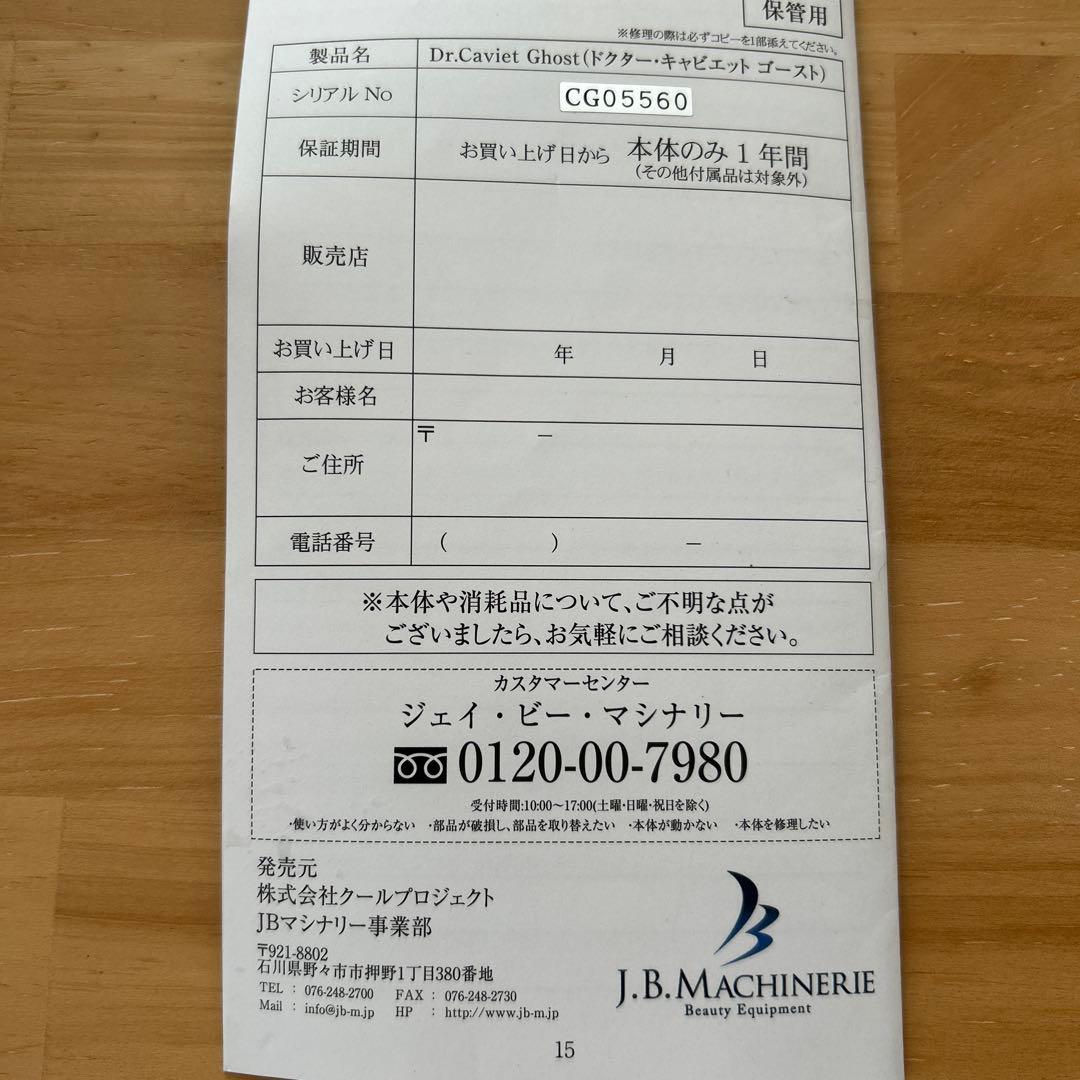 保管用
※修理の際は必ずコピーを1部添えてください。
製品名 Dr.Caviet Ghost(ドクター・キャビエット ゴースト)
シリアルNo CG05560
保証期間 お買い上げ日から 本体のみ1年間
(その他付属品は対象外)
販売店
お買い上げ日 年 月 日
お客様名
ご住所 〒 －
電話番号 ( ) －
※本体や消耗品について、ご不明な点が
ございましたら、お気軽にご相談ください。
カスタマーセンター
ジェイ・ビー・マシナリー
0120-00-7980
受付時間:10:00～17:00(土曜・日曜・祝日を除く)
・使い方がよく分からない ・部品が破損し、部品を取り替えたい ・本体が動かない ・本体を修理したい
発売元
株式会社クールプロジェクト
JBマシナリー事業部
〒921-8802
石川県野々市市押野1丁目380番地
TEL : 076-248-2700 FAX : 076-248-2730
Mail : info@jb-m.jp HP : http://www.jb-m.jp
J.B.MACHINERIE
Beauty Equipment
15